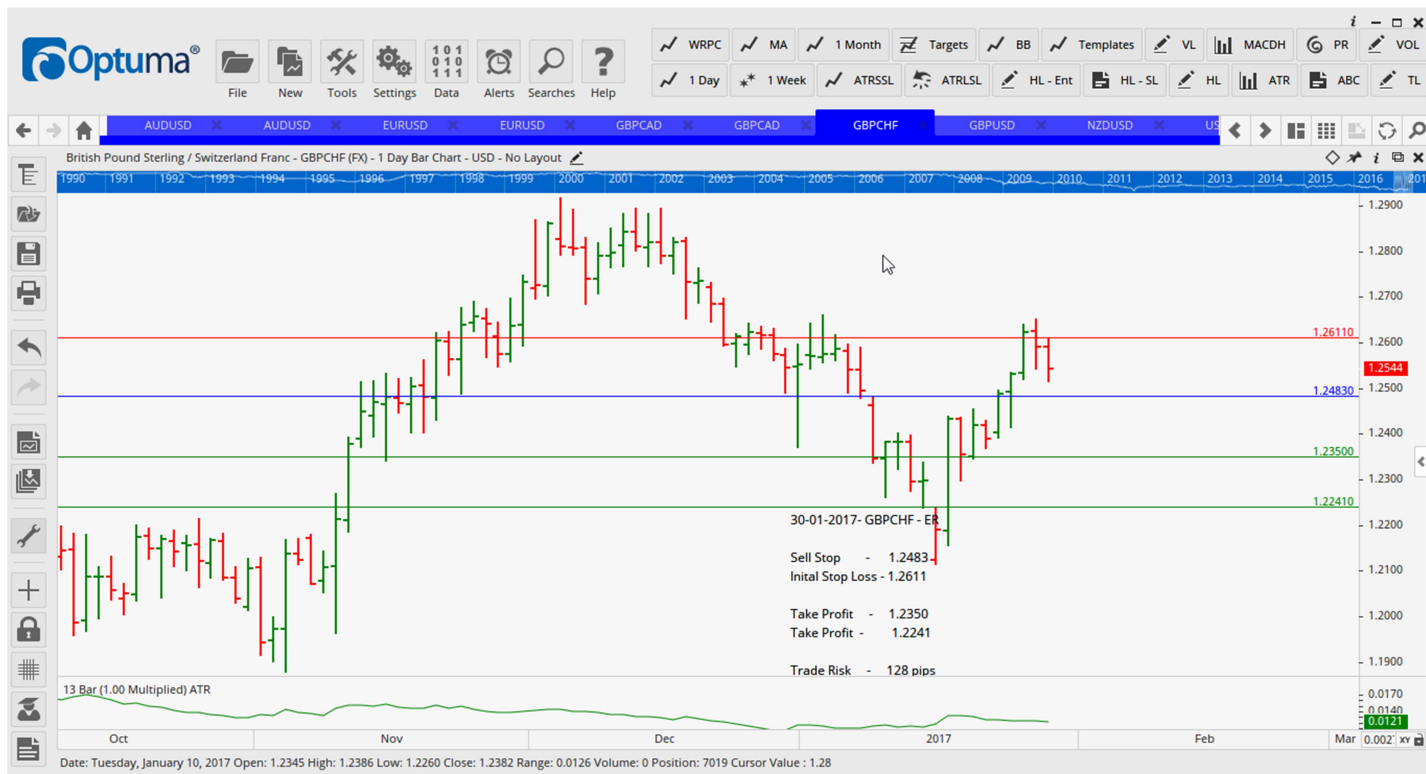 i
Optuma®
WRPC MA 1 Month Targets BB Templates VL MACDH PR VOL
1 Day 1 Week ATRSSL ATRLSL HL - Ent HL - SL HL ATR ABC TL
101
010
111
File New Tools Settings Data Alerts Searches Help
AUDUSD AUDUSD EURUSD EURUSD GBPCAD GBPCAD GBPCHF GBPUSD NZDUSD US
British Pound Sterling / Switzerland Franc - GBPCHF (FX) - 1 Day Bar Chart - USD - No Layout
i
1990 1991 1992 1993 1994 1995 1996 1997 1998 1999 2000 2001 2002 2003 2004 2005 2006 2007 2008 2009 2010 2011 2012 2013 2014 2015 2016 201
1.2900
1.2800
1.2700
1.26110
1.2600
1.2544
1.2500
1.24830
1.2400
1.23500
1.2300
1.22410
1.2200
1.2100
1.2000
1.1900
30-01-2017- GBPCHF - ER
Sell Stop - 1.2483
Inital Stop Loss - 1.2611
Take Profit - 1.2350
Take Profit - 1.2241
Trade Risk - 128 pips
13 Bar (1.00 Multiplied) ATR
0.0170
0.0140
0.0121
Oct Nov Dec 2017 Feb Mar 0.002 XY
Date: Tuesday, January 10, 2017 Open: 1.2345 High: 1.2386 Low: 1.2260 Close: 1.2382 Range: 0.0126 Volume: 0 Position: 7019 Cursor Value : 1.28